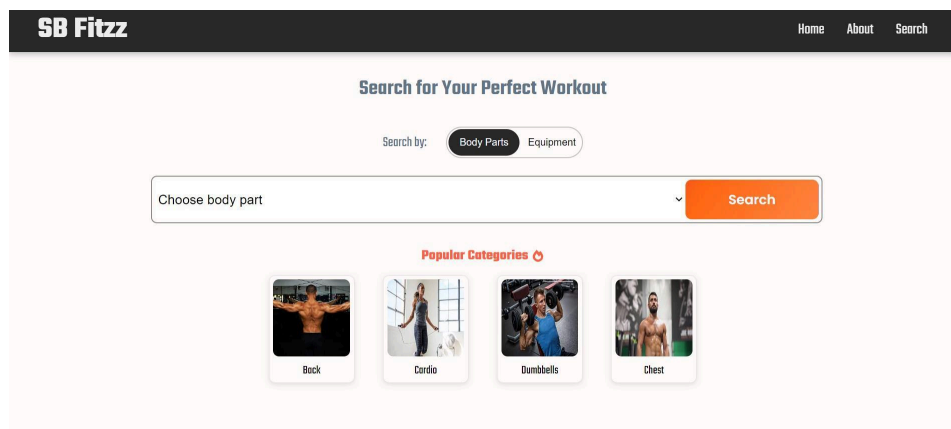 SB Fitzz
Home About Search
Search for Your Perfect Workout
Search by: Body Parts Equipment
Choose body part Search
Popular Categories
Back Cardio Dumbbells Chest